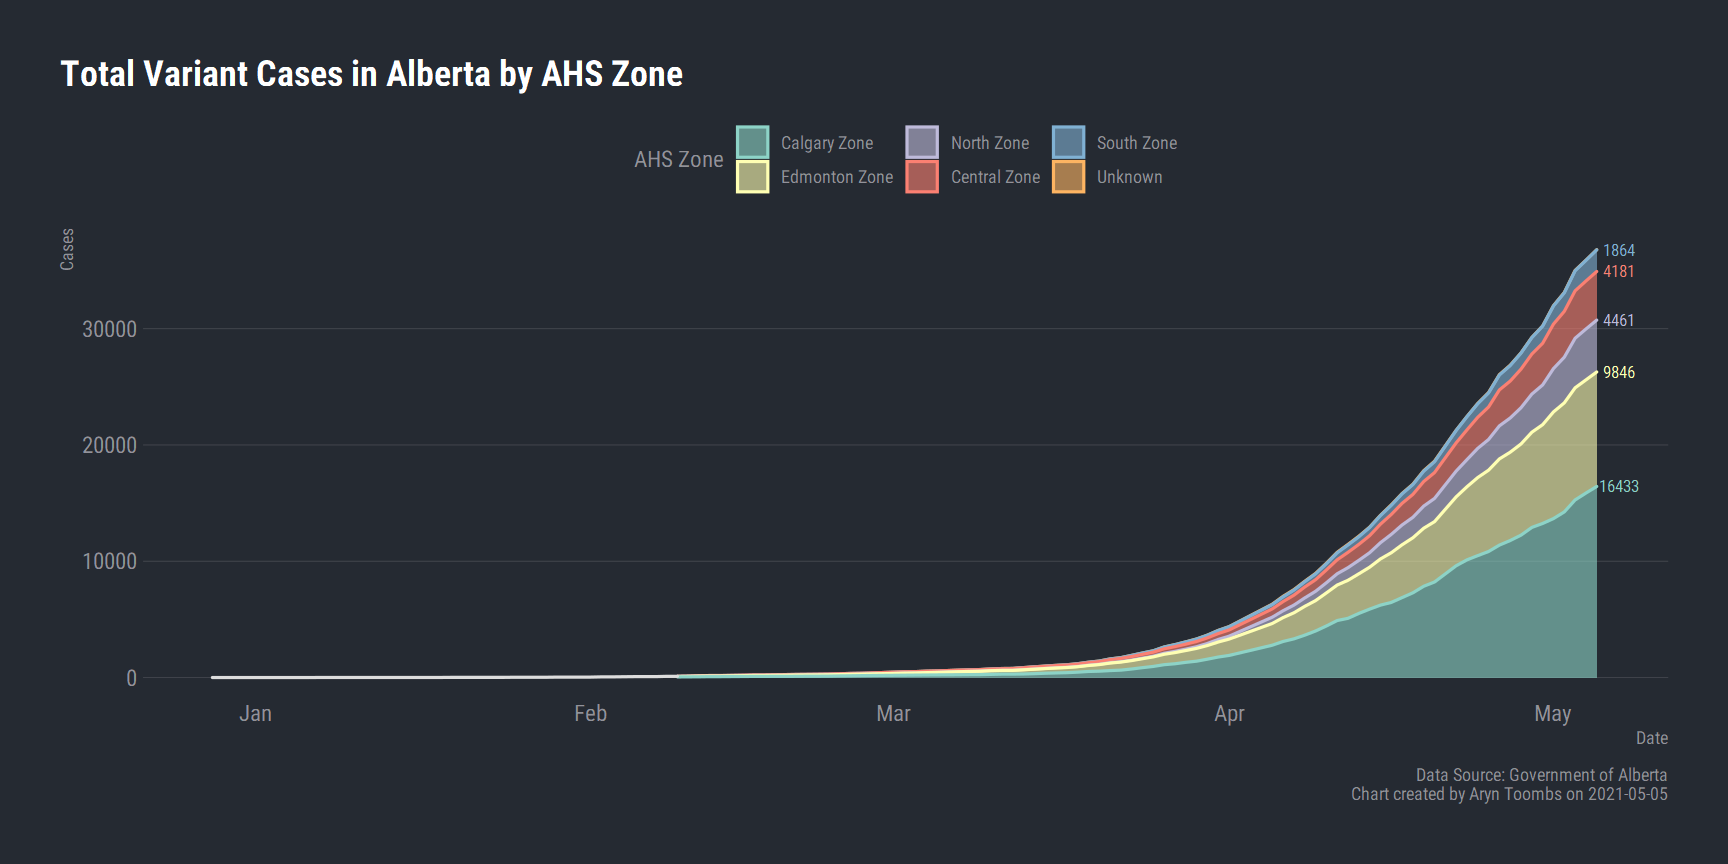 Total Variant Cases in Alberta by AHS Zone
AHS Zone
Calgary Zone
North Zone
South Zone
Edmonton Zone
Central Zone
Unknown
Cases
30000
20000
10000
0
1864
4181
4461
9846
16433
Jan
Feb
Mar
Apr
May
Date
Data Source: Government of Alberta
Chart created by Aryn Toombs on 2021-05-05